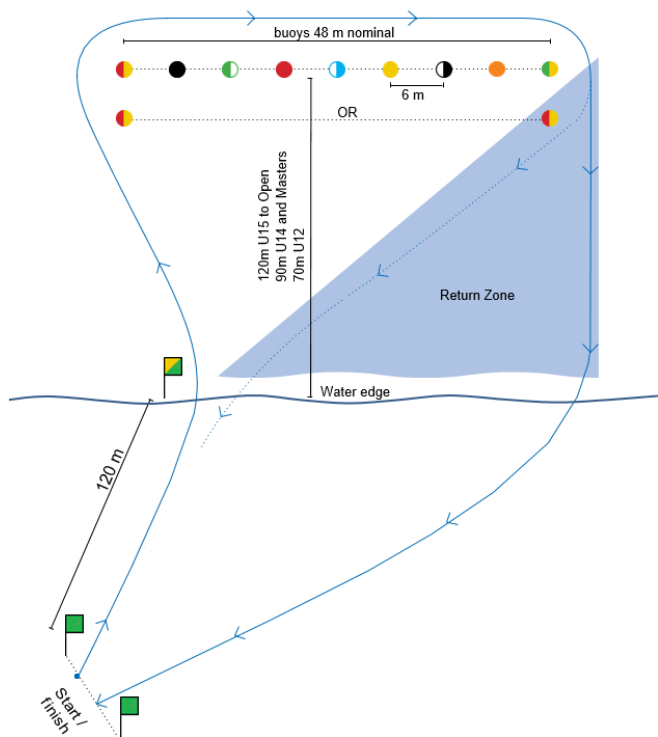 buoys 48 m nominal
6 m
OR
120m U15 to Open
90m U14 and Masters
70m U12
Return Zone
Water edge
120 m
Start /
finish